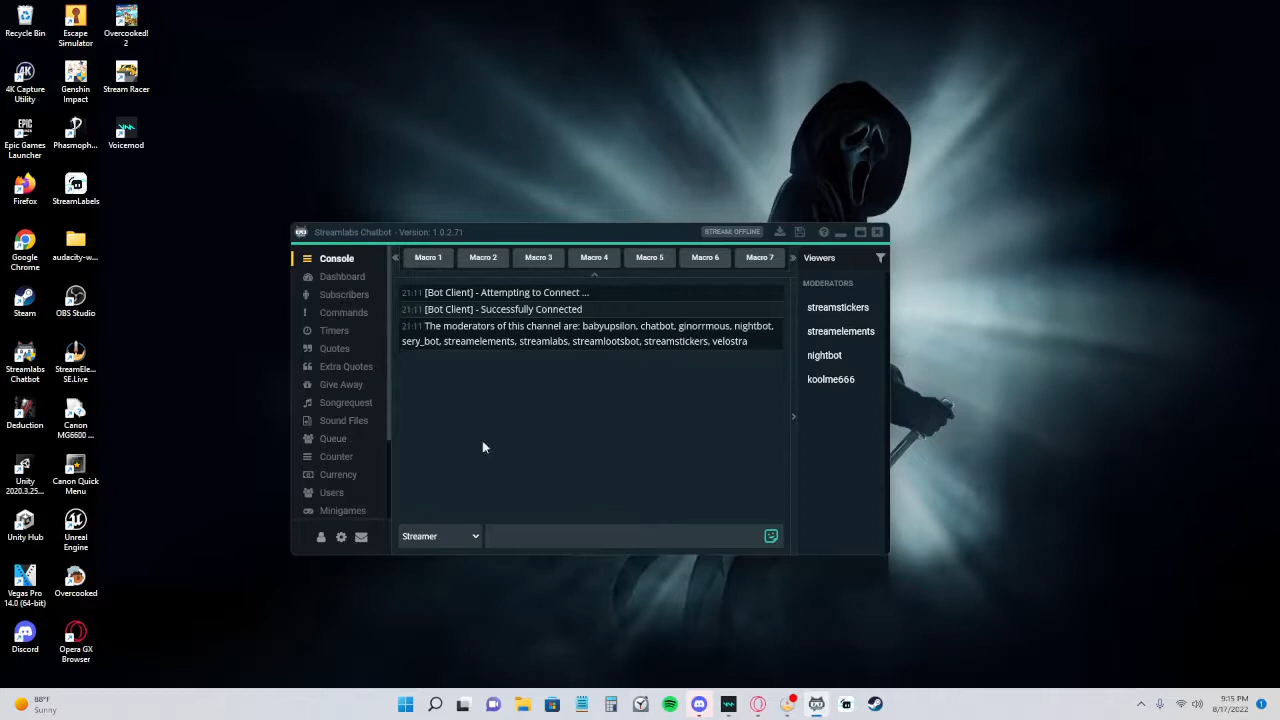 Recycle Bin
Escape
Simulator
Overcooked!
2
4K Capture
Utility
Genshin
Impact
Stream Racer
EPIC
GAMES
Epic Games
Launcher
Phasmoph...
Voicemod
Firefox
StreamLabels
Google
Chrome
audacity-w...
Steam
OBS Studio
Streamlabs
Chatbot
StreamEle...
SE.Live
Deduction
Canon
MG6600 ...
Unity
2020.3.25...
Canon Quick
Menu
Unity Hub
Unreal
Engine
Vegas Pro
14.0 (64-bit)
Overcooked
Discord
Opera GX
Browser
Streamlabs Chatbot - Version: 1.0.2.71
STREAM: OFFLINE
Console
Dashboard
Subscribers
Commands
Timers
Quotes
Extra Quotes
Give Away
Songrequest
Sound Files
Queue
Counter
Currency
Users
Minigames
Macro 1
Macro 2
Macro 3
Macro 4
Macro 5
Macro 6
Macro 7
21:11 [Bot Client] - Attempting to Connect ...
21:11 [Bot Client] - Successfully Connected
21:11 The moderators of this channel are: babyupsilon, chatbot, ginorrmous, nightbot,
sery_bot, streamelements, streamlabs, streamlootsbot, streamstickers, velostra
Streamer
Viewers
MODERATORS
streamstickers
streamelements
nightbot
koolme666
88°F
Sunny
9:15 PM
8/17/2022
1